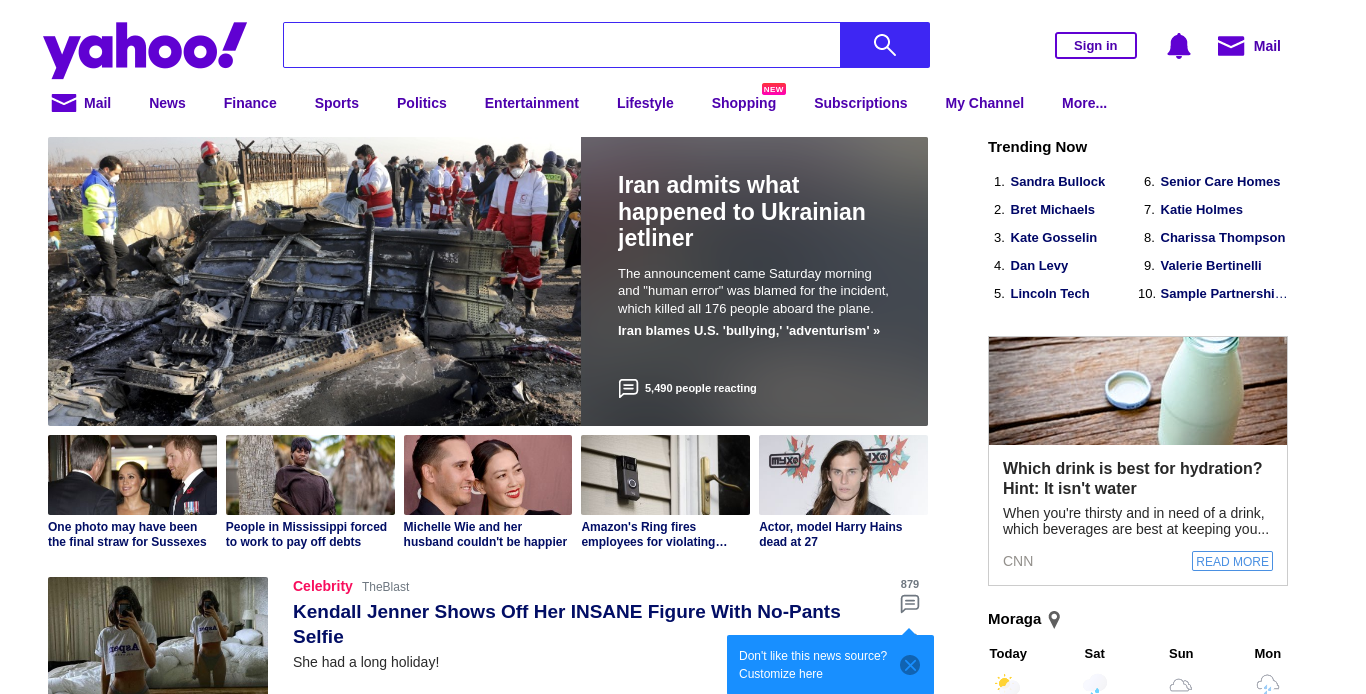 yahoo!
Sign in
Mail
Mail
News
Finance
Sports
Politics
Entertainment
Lifestyle
Shopping
NEW
Subscriptions
My Channel
More...
Iran admits what
happened to Ukrainian
jetliner
The announcement came Saturday morning
and "human error" was blamed for the incident,
which killed all 176 people aboard the plane.
Iran blames U.S. 'bullying,' 'adventurism' »
5,490 people reacting
One photo may have been
the final straw for Sussexes
People in Mississippi forced
to work to pay off debts
Michelle Wie and her
husband couldn't be happier
Amazon's Ring fires
employees for violating…
myx
myx
Actor, model Harry Hains
dead at 27
Celebrity TheBlast
Kendall Jenner Shows Off Her INSANE Figure With No-Pants
Selfie
She had a long holiday!
879
Don't like this news source?
Customize here
Trending Now
1. Sandra Bullock
2. Bret Michaels
3. Kate Gosselin
4. Dan Levy
5. Lincoln Tech
6. Senior Care Homes
7. Katie Holmes
8. Charissa Thompson
9. Valerie Bertinelli
10. Sample Partnershi…
Which drink is best for hydration?
Hint: It isn't water
When you're thirsty and in need of a drink,
which beverages are best at keeping you...
CNN
READ MORE
Moraga
Today
Sat
Sun
Mon